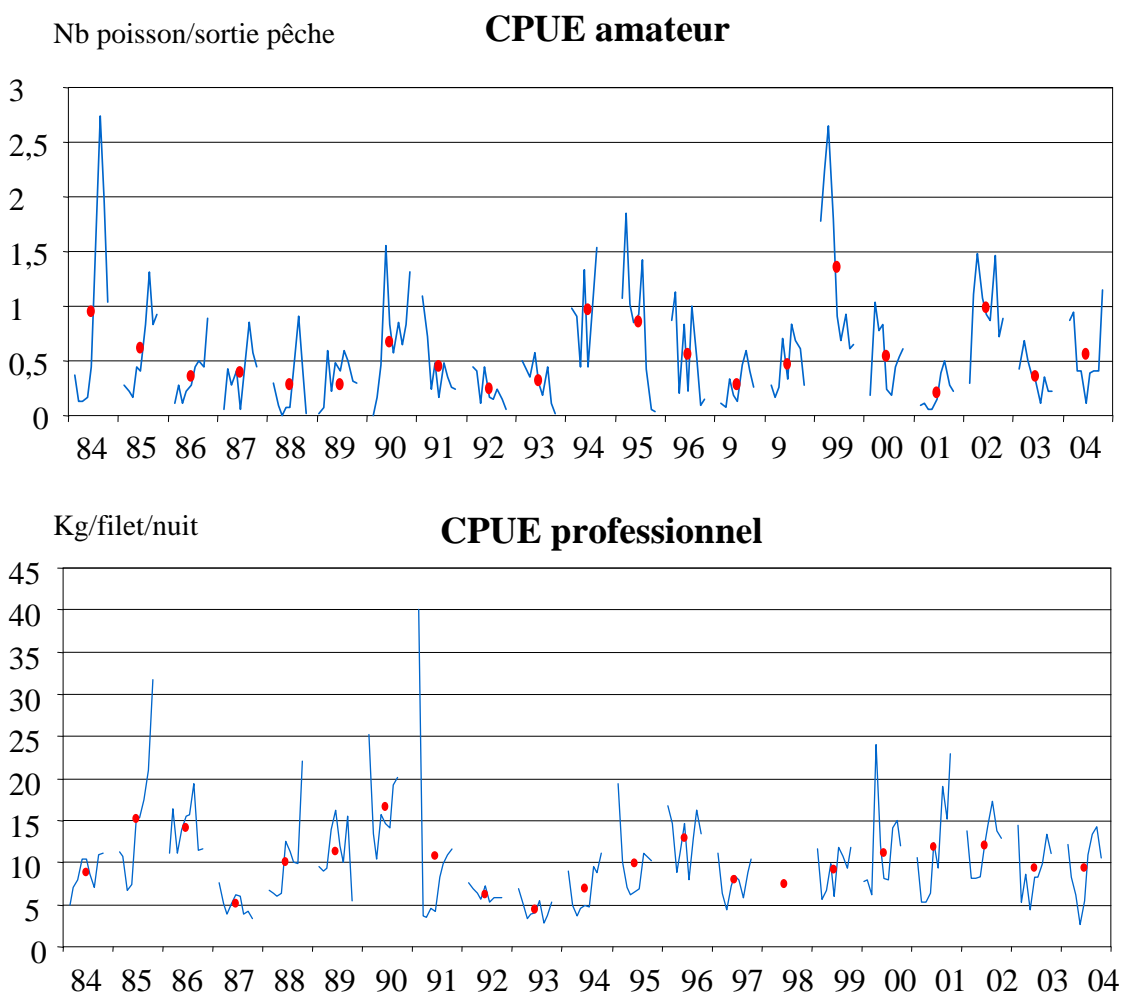 Nb poisson/sortie pêche
CPUE amateur
3
2,5
2
1,5
1
0,5
0
84 85 86 87 88 89 90 91 92 93 94 95 96 9 9 99 00 01 02 03 04
Kg/filet/nuit
CPUE professionnel
45
40
35
30
25
20
15
10
5
0
84 85 86 87 88 89 90 91 92 93 94 95 96 97 98 99 00 01 02 03 04